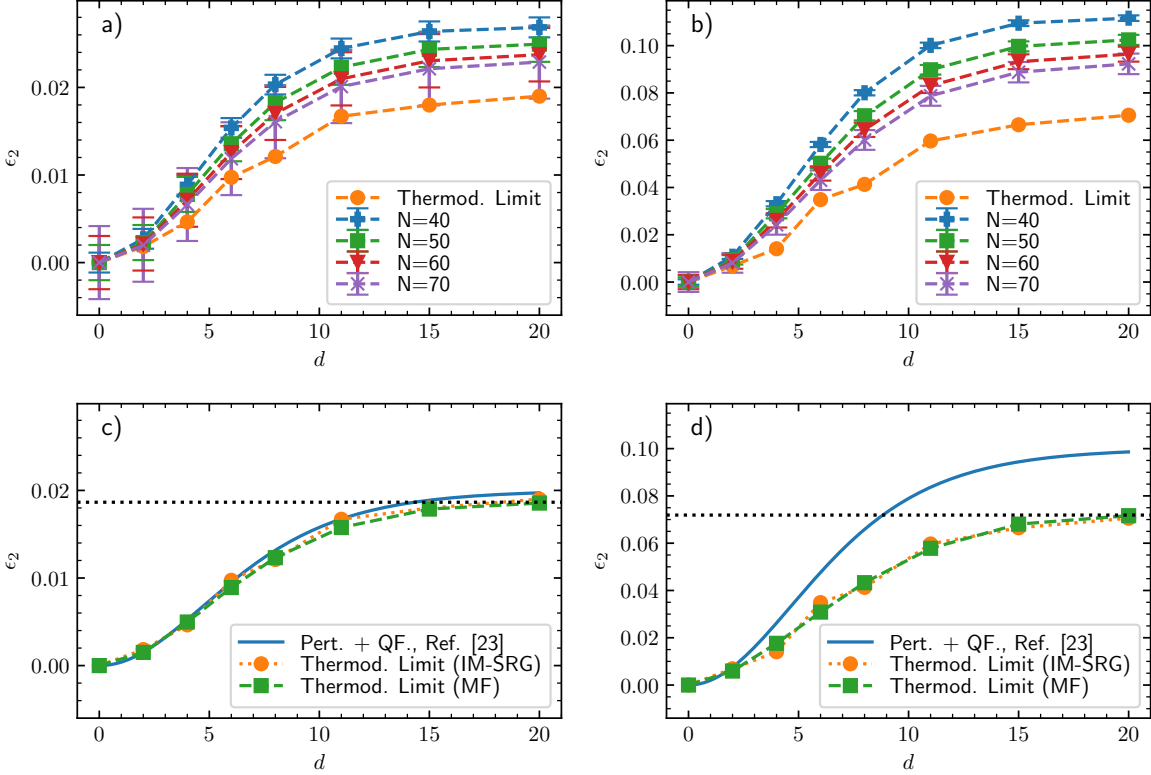 a)
0.02
0.01
0.00
ϵ2
0
5
10
15
20
d
Thermod. Limit
N=40
N=50
N=60
N=70
b)
0.10
0.08
0.06
0.04
0.02
0.00
ϵ2
0
5
10
15
20
d
Thermod. Limit
N=40
N=50
N=60
N=70
c)
0.02
0.01
0.00
ϵ2
0
5
10
15
20
d
Pert. + QF., Ref. [23]
Thermod. Limit (IM-SRG)
Thermod. Limit (MF)
d)
0.10
0.08
0.06
0.04
0.02
0.00
ϵ2
0
5
10
15
20
d
Pert. + QF., Ref. [23]
Thermod. Limit (IM-SRG)
Thermod. Limit (MF)